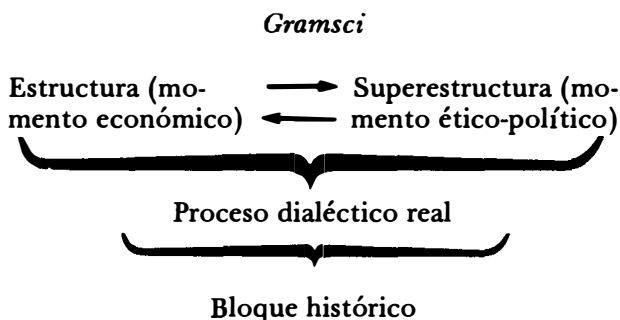 Gramsci
Estructura (mo- Superestructura (mo-
mento económico) mento ético-político)
Proceso dialéctico real
Bloque histórico